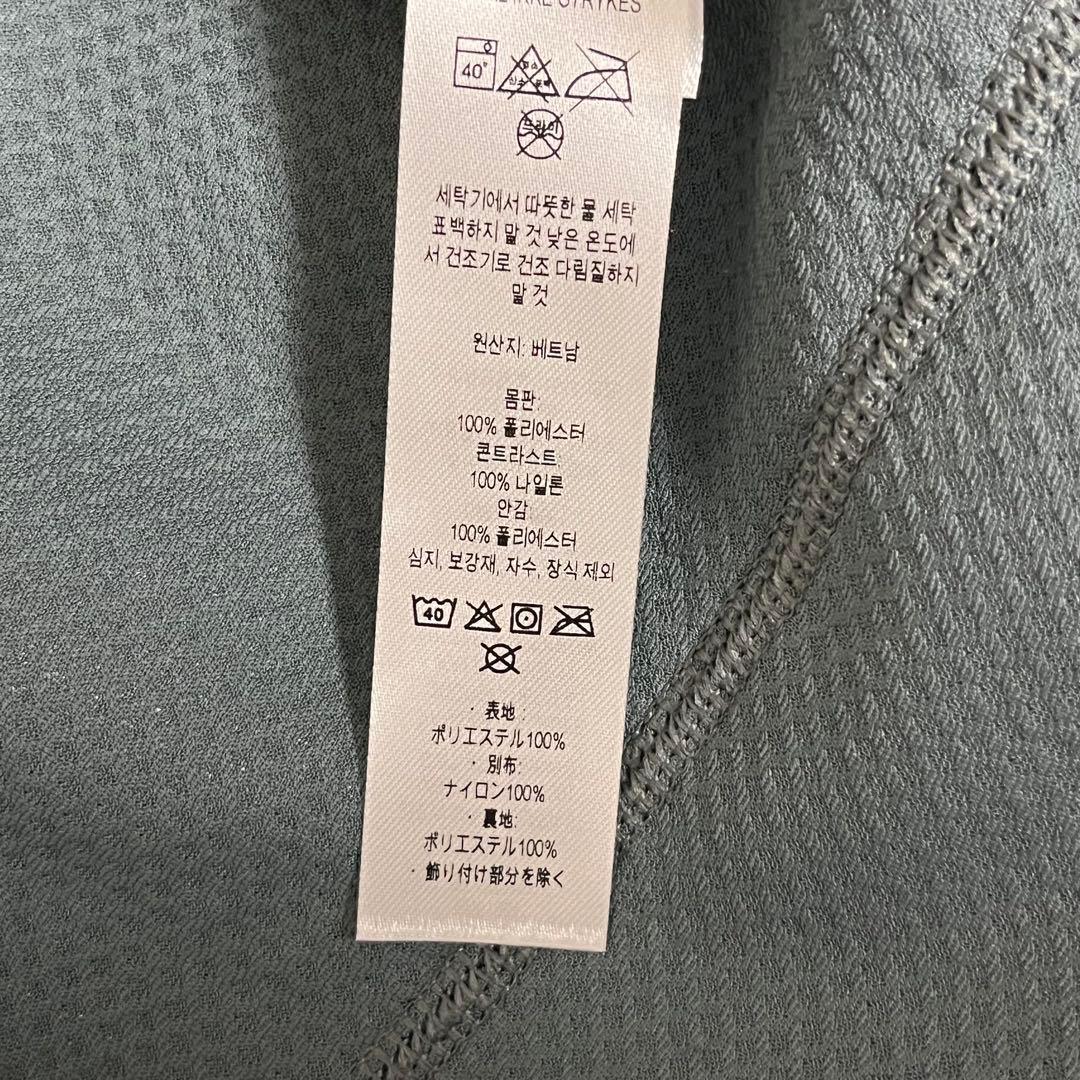 IKKE STRYKES
40°
드라이
세탁기에서 따뜻한 물 세탁
표백하지 말 것 낮은 온도에
서 건조기로 건조 다림질하지
말 것
원산지: 베트남
몸판:
100% 폴리에스터
콘트라스트:
100% 나일론
안감:
100% 폴리에스터
심지, 보강재, 자수, 장식 제외
40
・表地:
ポリエステル100%
・別布:
ナイロン100%
・裏地:
ポリエステル100%
・飾り付け部分を除く